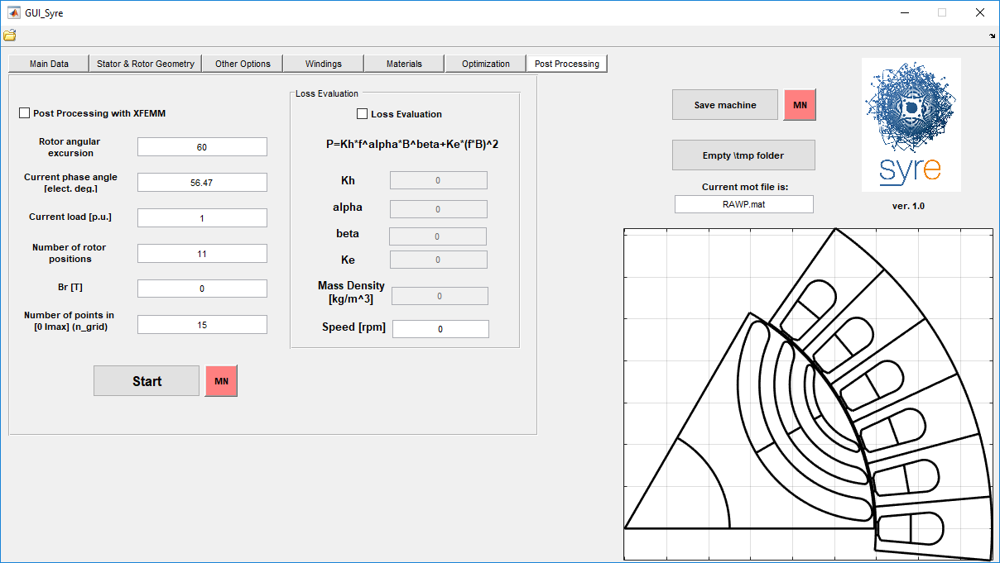 GUI_Syre
Main Data
Stator & Rotor Geometry
Other Options
Windings
Materials
Optimization
Post Processing
Post Processing with XFEMM
Rotor angular
excursion
60
Current phase angle
[elect. deg.]
56.47
Current load [p.u.]
1
Number of rotor
positions
11
Br [T]
0
Number of points in
[0 Imax] (n_grid)
15
Start
MN
Loss Evaluation
Loss Evaluation
P=Kh*f^alpha*B^beta+Ke*(f*B)^2
Kh
0
alpha
0
beta
0
Ke
0
Mass Density
[kg/m^3]
0
Speed [rpm]
0
Save machine
MN
Empty \tmp folder
Current mot file is:
RAWP.mat
syre
ver. 1.0